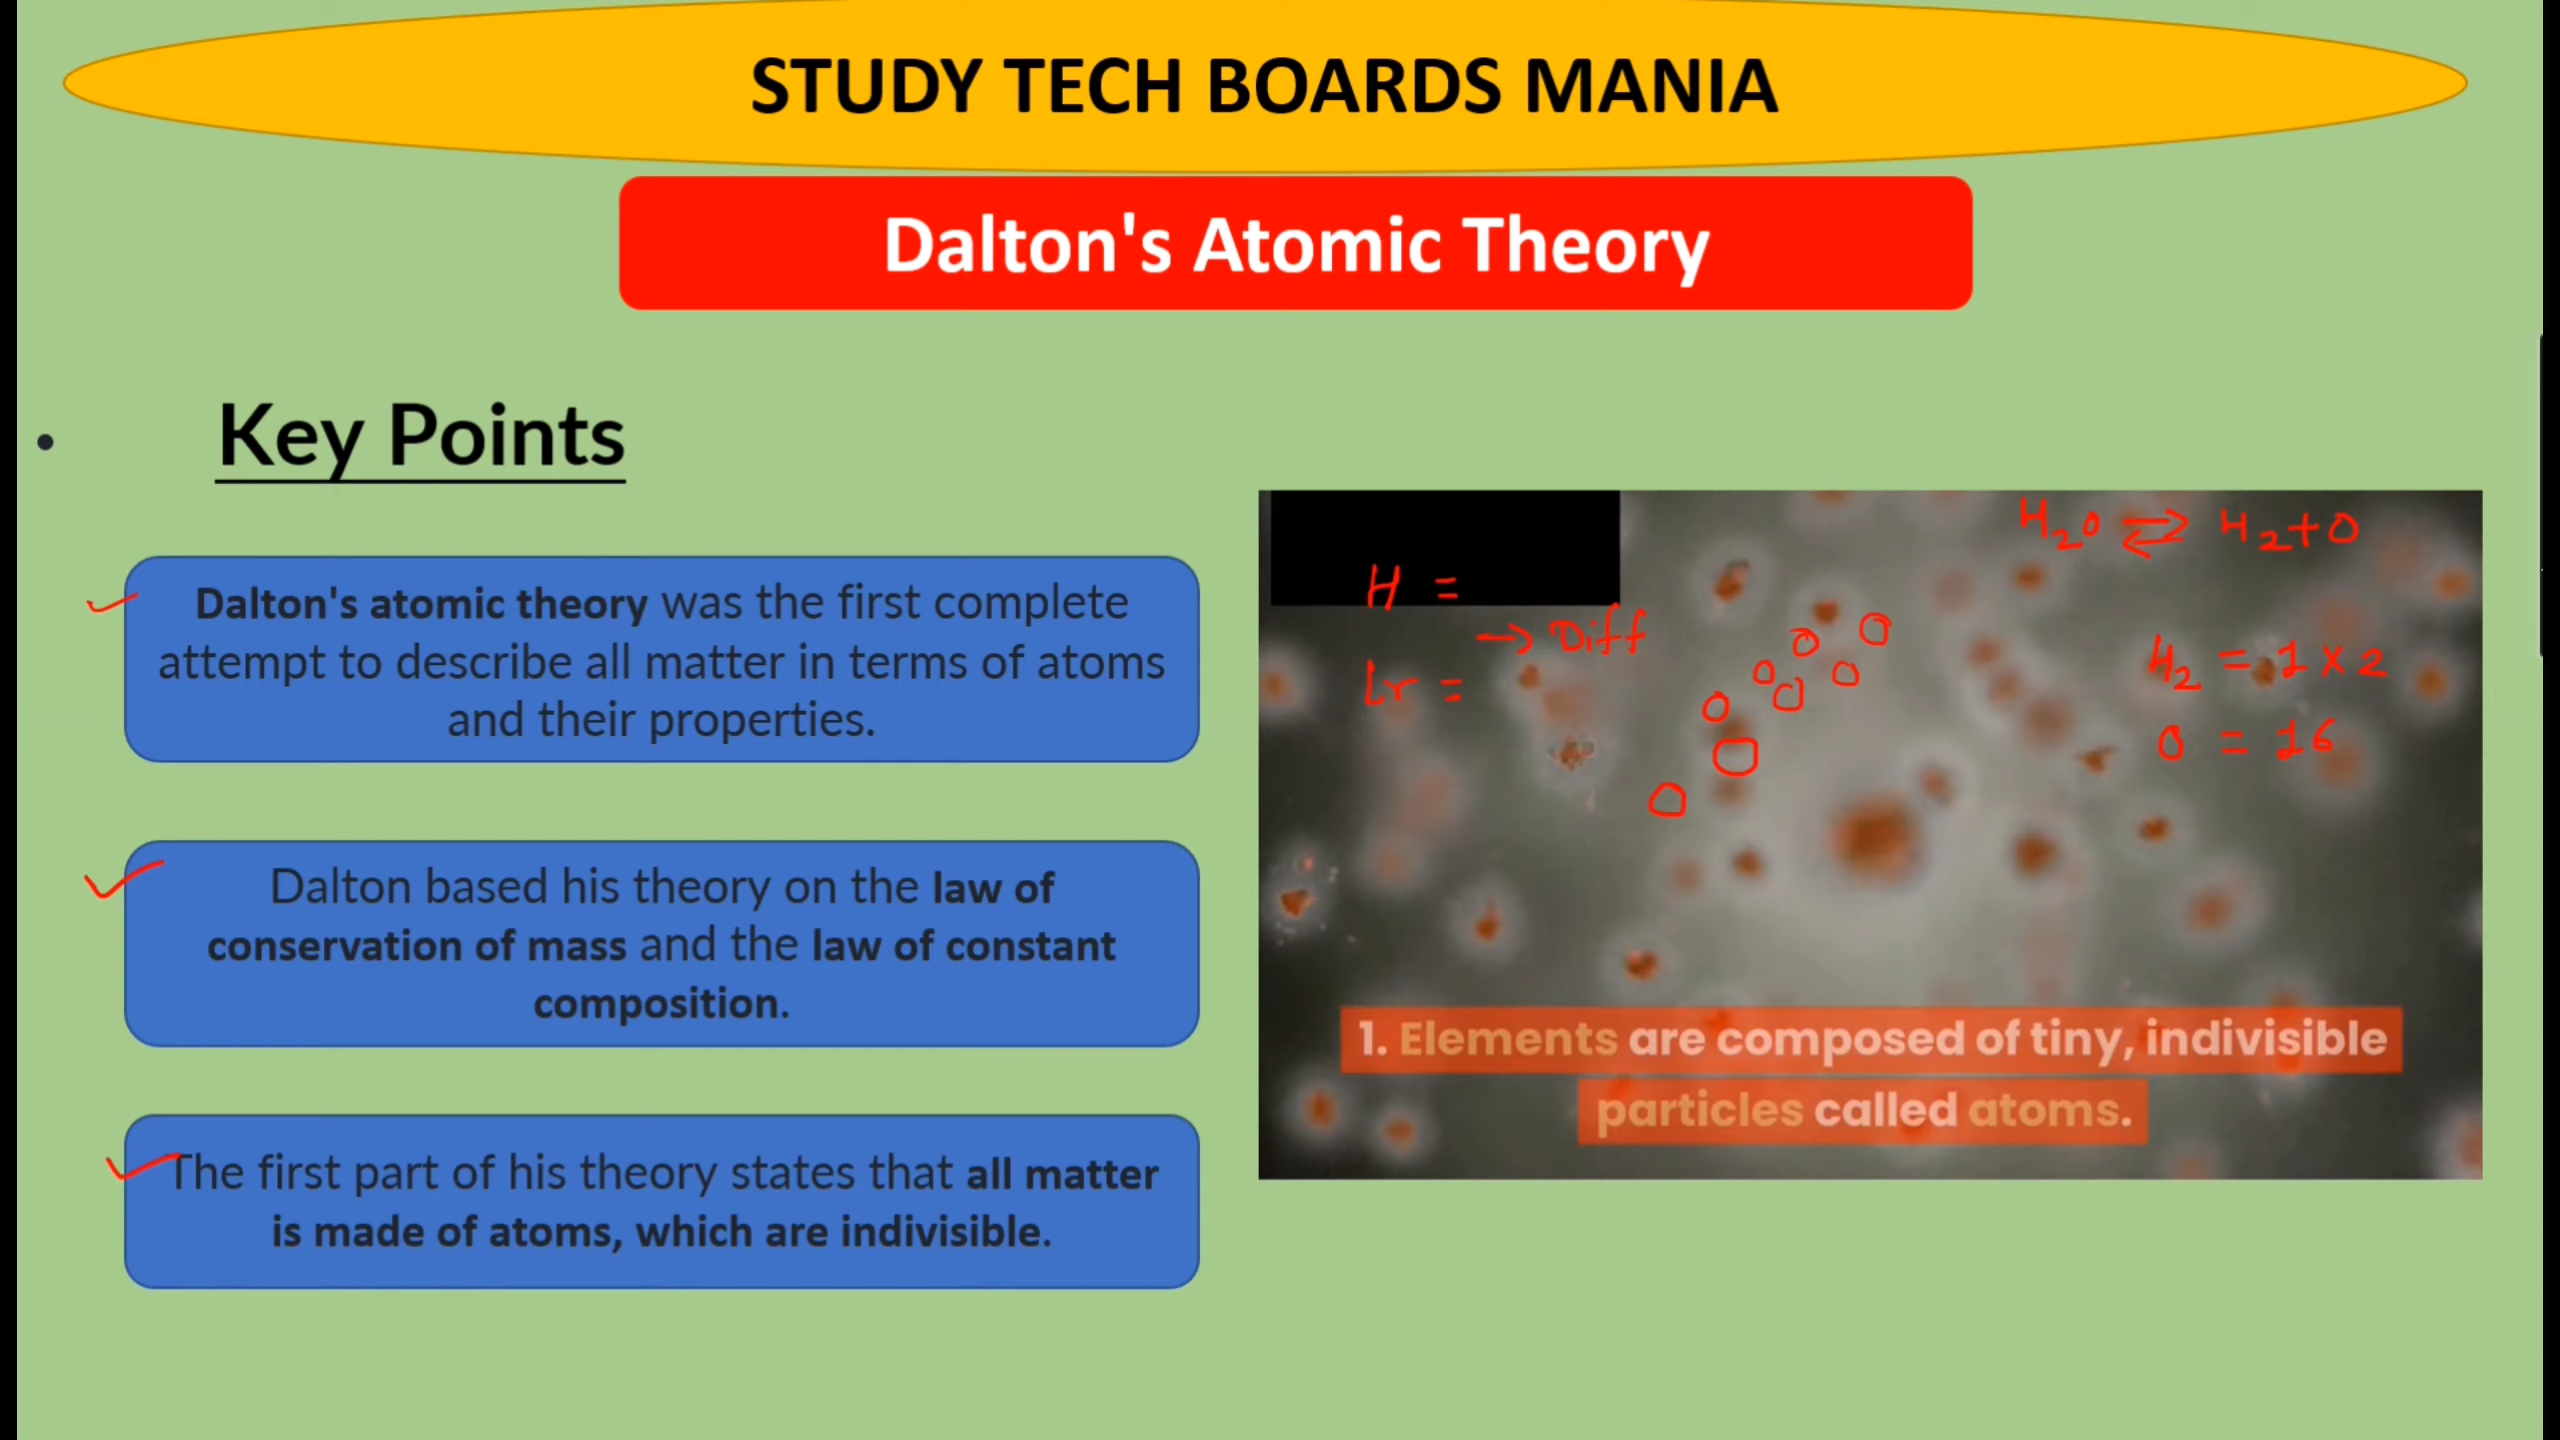 STUDY TECH BOARDS MANIA
Dalton's Atomic Theory
• Key Points
Dalton's atomic theory was the first complete
attempt to describe all matter in terms of atoms
and their properties.
Dalton based his theory on the law of
conservation of mass and the law of constant
composition.
The first part of his theory states that all matter
is made of atoms, which are indivisible.
H₂O ⇌ H₂+O
H =
→ Diff
Lr =
H₂ = 1 x 2
O = 16
1. Elements are composed of tiny, indivisible
particles called atoms.